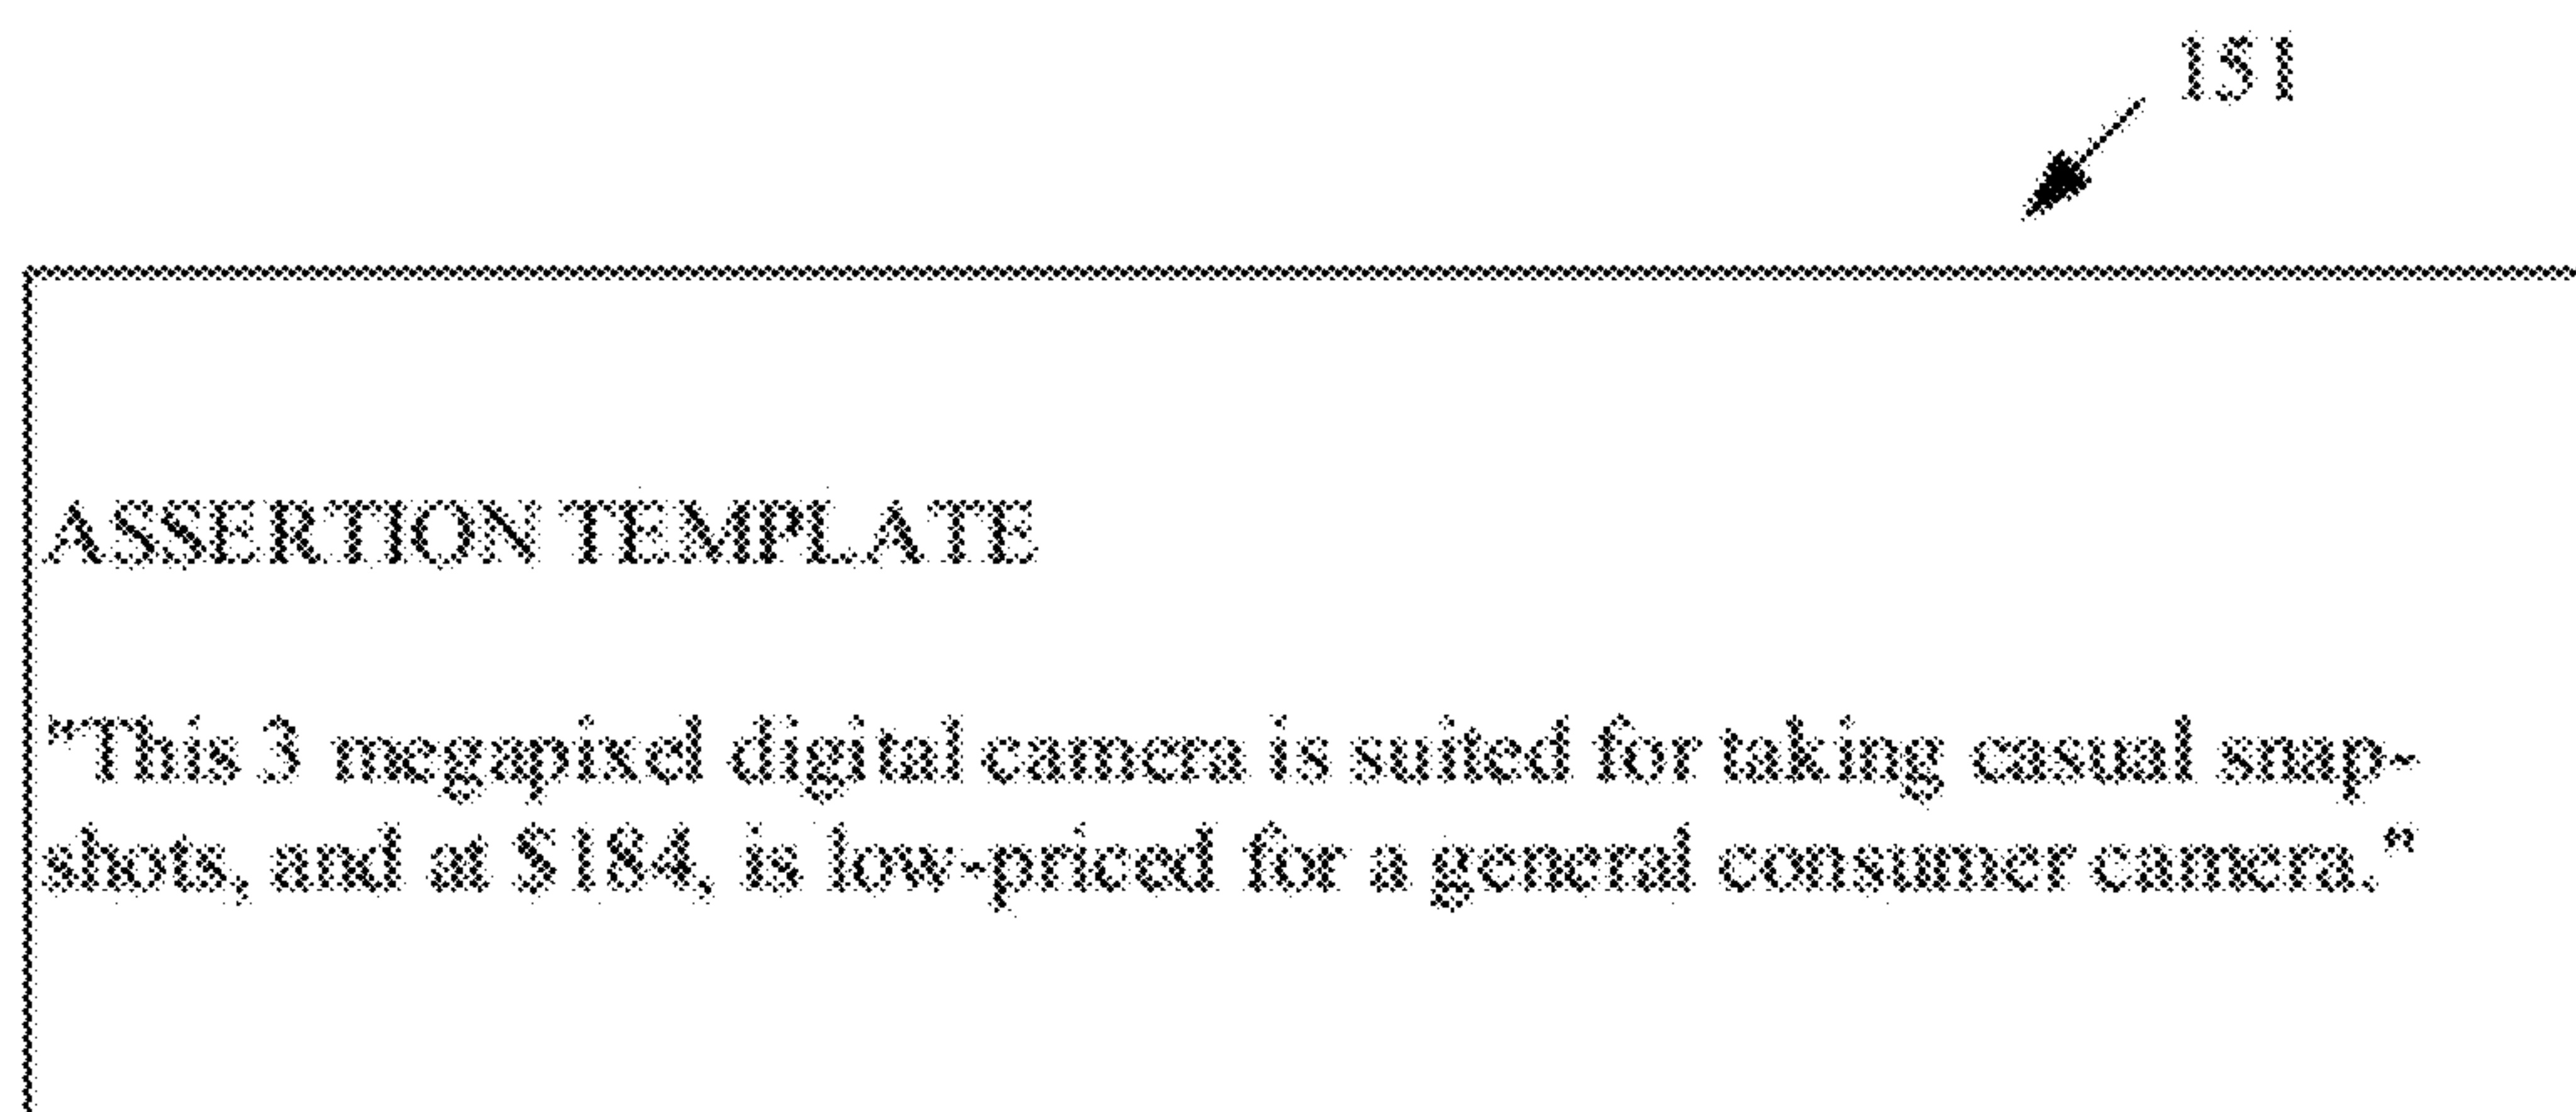 151
ASSERTION TEMPLATE
"This 3 megapixel digital camera is suited for taking casual snap-
shots, and at $184, is low-priced for a general consumer camera."